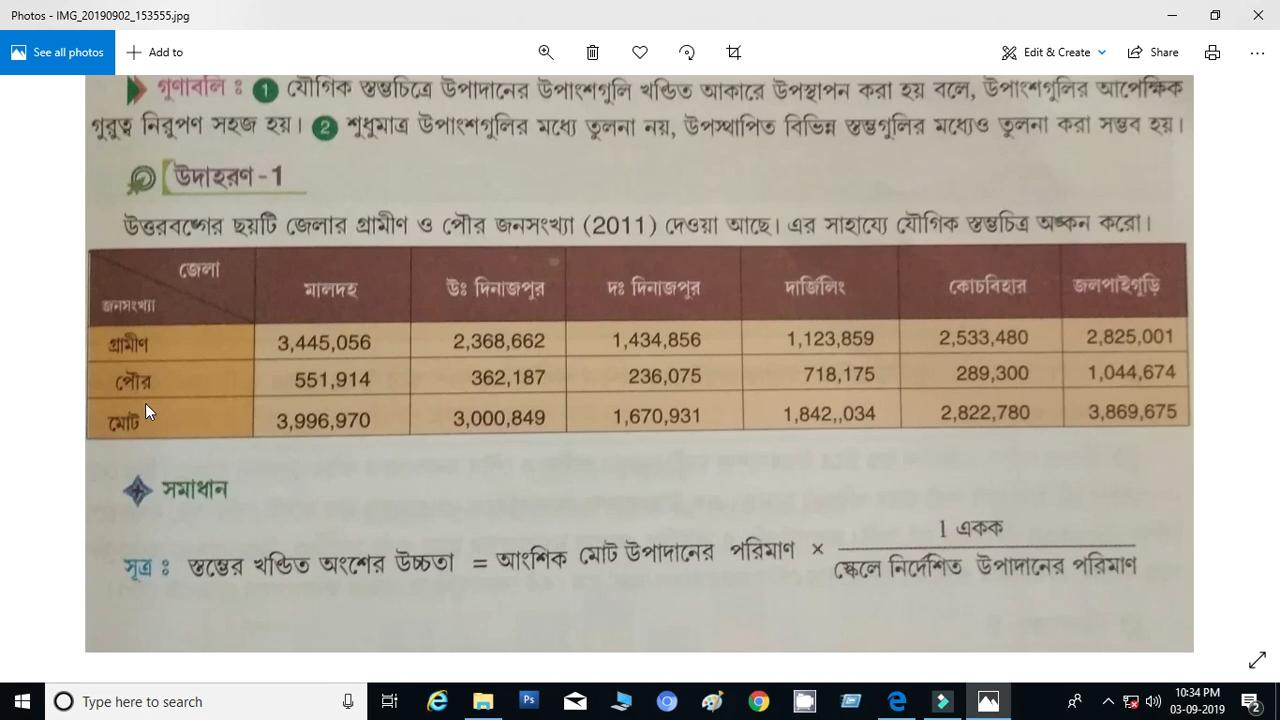 Photos - IMG_20190902_153555.jpg
See all photos
Add to
Edit & Create
Share
গুণাবলি : 1 যৌগিক স্তম্ভচিত্রে উপাদানের উপাংশগুলি খণ্ডিত আকারে উপস্থাপন করা হয় বলে, উপাংশগুলির আপেক্ষিক
গুরুত্ব নিরূপণ সহজ হয়। 2 শুধুমাত্র উপাংশগুলির মধ্যে তুলনা নয়, উপস্থাপিত বিভিন্ন স্তম্ভগুলির মধ্যেও তুলনা করা সম্ভব হয়।
উদাহরণ -1
উত্তরবঙ্গের ছয়টি জেলার গ্রামীণ ও পৌর জনসংখ্যা (2011) দেওয়া আছে। এর সাহায্যে যৌগিক স্তম্ভচিত্র অঙ্কন করো।
জেলা
জনসংখ্যা মালদহ উঃ দিনাজপুর দঃ দিনাজপুর দার্জিলিং কোচবিহার জলপাইগুড়ি
গ্রামীণ 3,445,056 2,368,662 1,434,856 1,123,859 2,533,480 2,825,001
পৌর 551,914 362,187 236,075 718,175 289,300 1,044,674
মোট 3,996,970 3,000,849 1,670,931 1,842,,034 2,822,780 3,869,675
সমাধান
সূত্র : স্তম্ভের খণ্ডিত অংশের উচ্চতা = আংশিক মোট উপাদানের পরিমাণ ×
1 একক
স্কেলে নির্দেশিত উপাদানের পরিমাণ
Type here to search
Ps
10:34 PM
03-09-2019
2